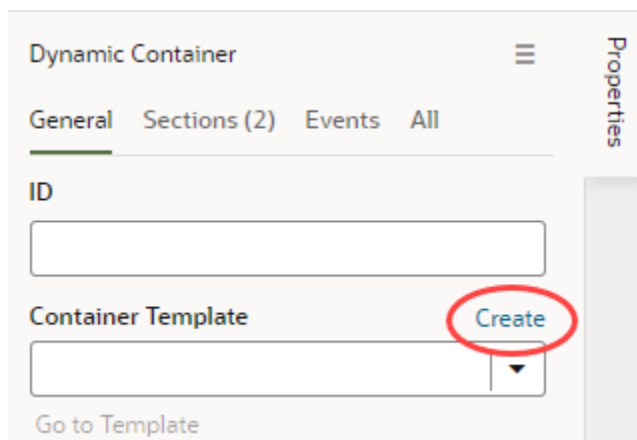 Dynamic Container
Properties
General Sections (2) Events All
ID
Container Template Create
Go to Template